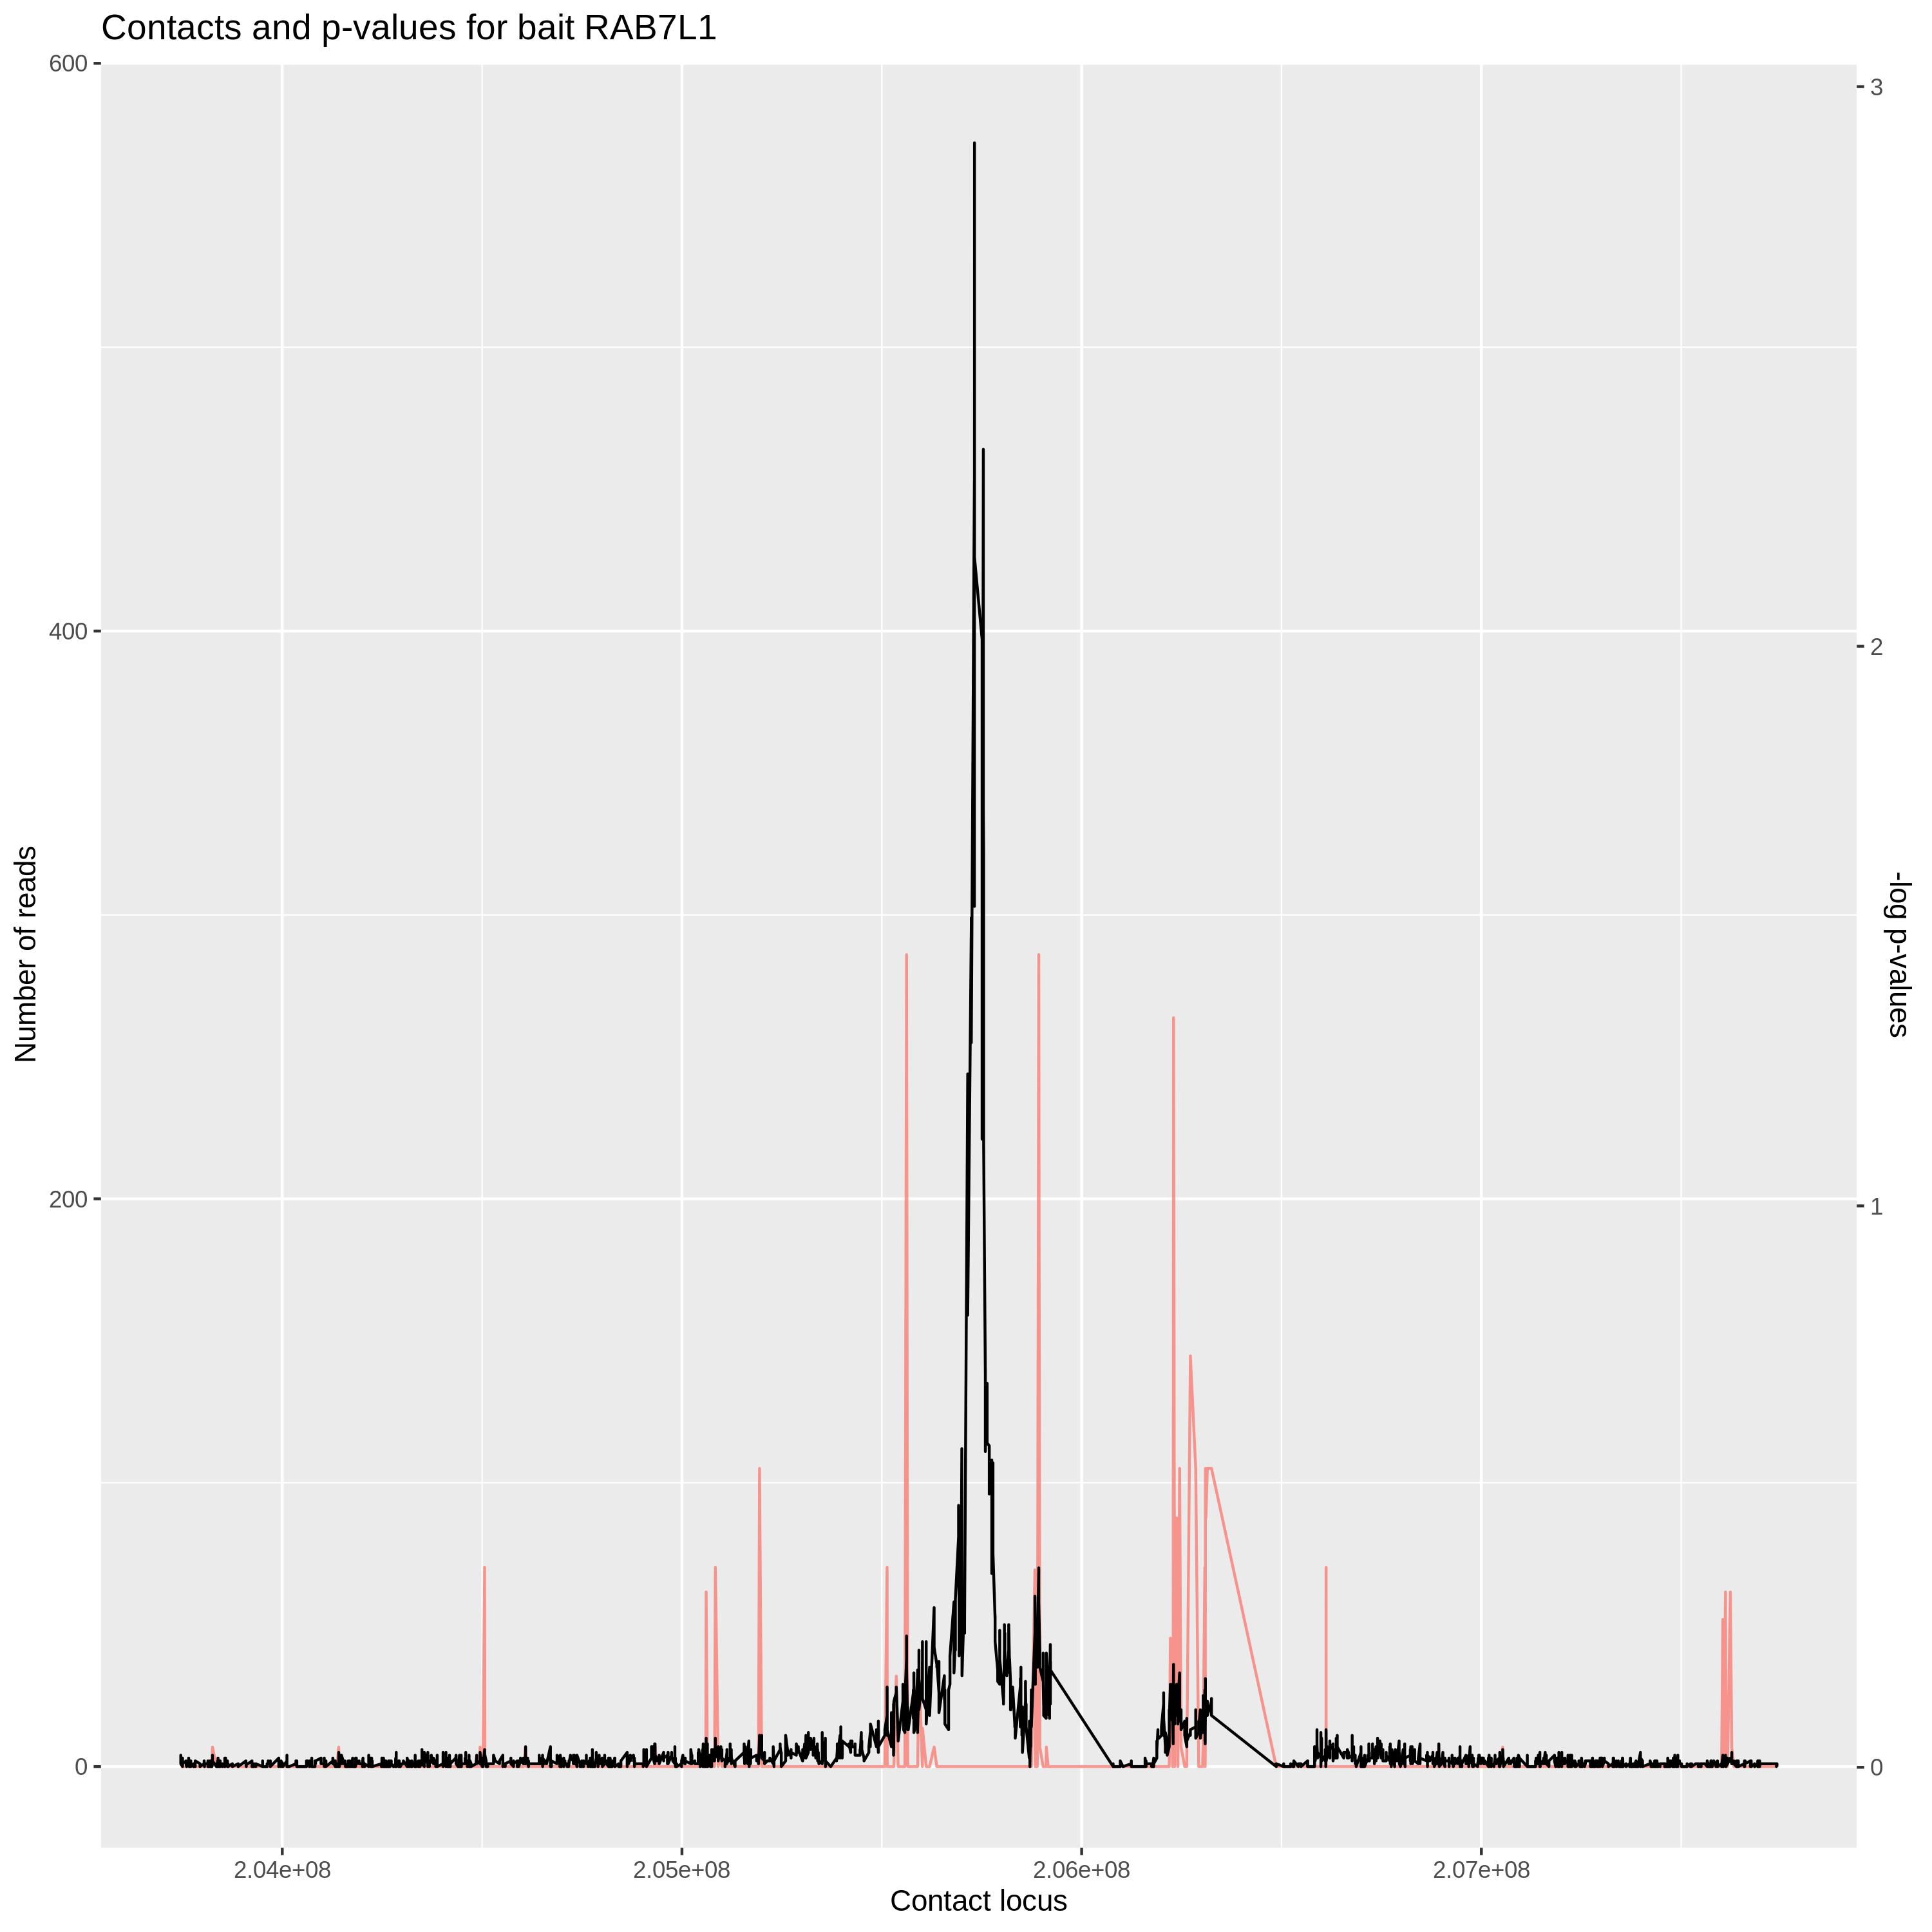 Contacts and p-values for bait RAB7L1
600
400
200
0
Number of reads
3
2
1
0
-log p-values
2.04e+08
2.05e+08
2.06e+08
2.07e+08
Contact locus